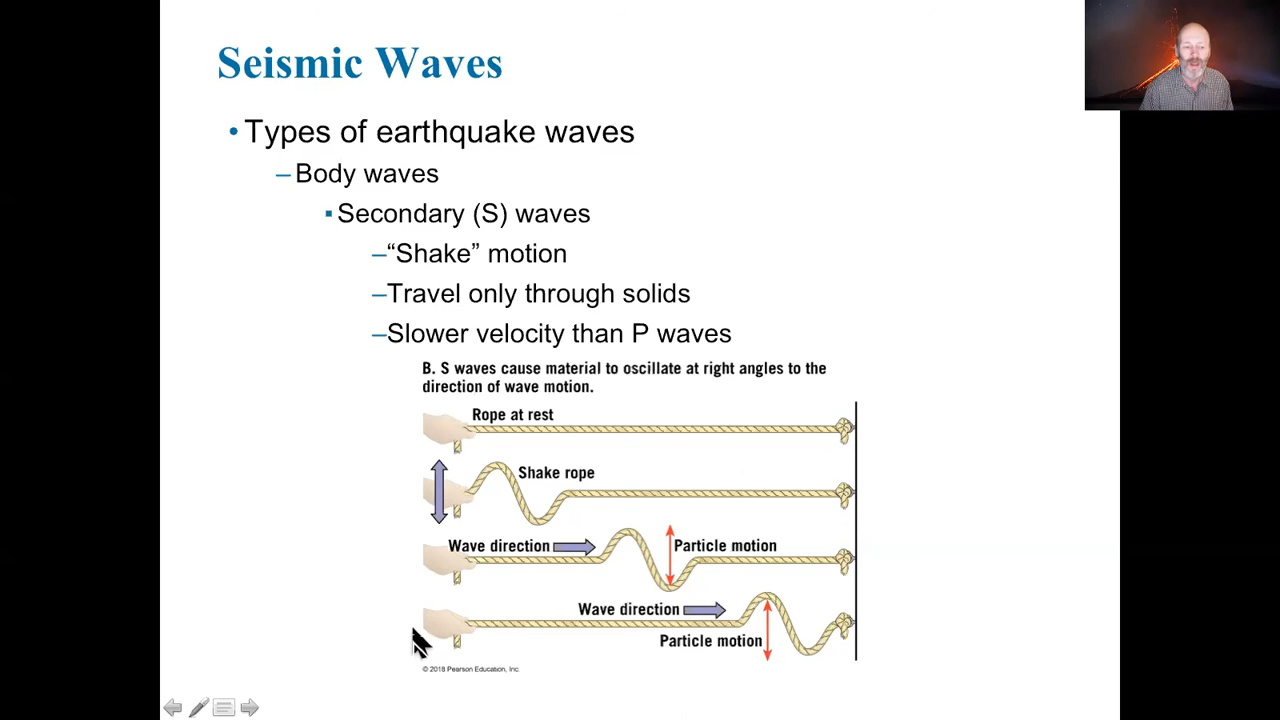 Seismic Waves
• Types of earthquake waves
– Body waves
▪ Secondary (S) waves
–“Shake” motion
–Travel only through solids
–Slower velocity than P waves
B. S waves cause material to oscillate at right angles to the
direction of wave motion.
Rope at rest
Shake rope
Wave direction
Particle motion
Wave direction
Particle motion
© 2018 Pearson Education, Inc.